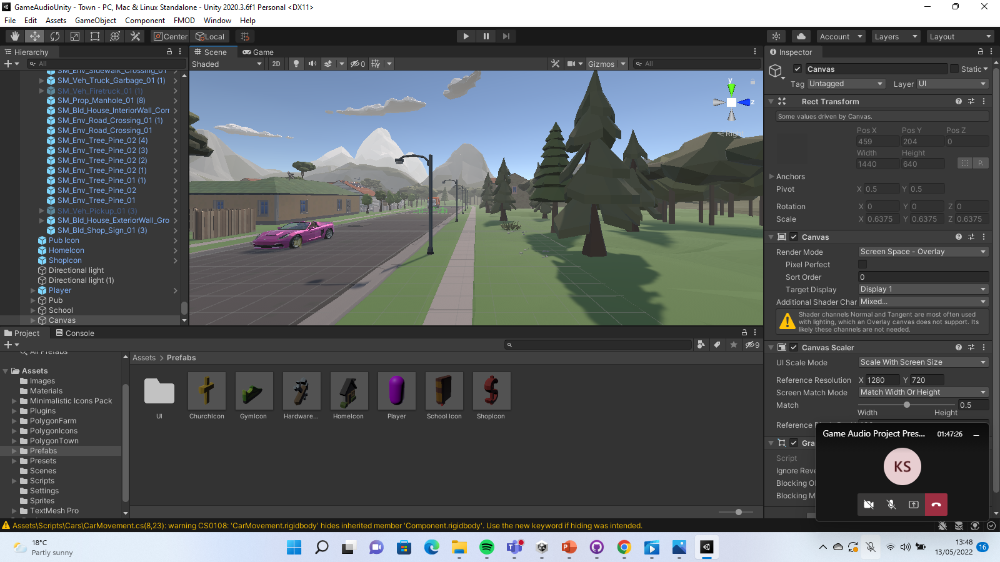 GameAudioUnity - Town - PC, Mac & Linux Standalone - Unity 2020.3.6f1 Personal <DX11>
File Edit Assets GameObject Component FMOD Window Help
Center Local Account Layers Layout
Hierarchy
All
SM_Env_Sidewalk_Crossing_01
SM_Veh_Truck_Garbage_01 (1)
SM_Veh_Firetruck_01 (1)
SM_Prop_Manhole_01 (8)
SM_Bld_House_InteriorWall_Corr
SM_Env_Road_Crossing_01 (1)
SM_Env_Road_Crossing_01
SM_Env_Tree_Pine_02 (4)
SM_Env_Tree_Pine_02 (3)
SM_Env_Tree_Pine_02 (2)
SM_Env_Tree_Pine_02 (1)
SM_Env_Tree_Pine_01 (1)
SM_Env_Tree_Pine_02
SM_Env_Tree_Pine_01
SM_Veh_Pickup_01 (3)
SM_Bld_House_ExteriorWall_Gro
SM_Bld_Shop_Sign_01 (3)
Pub Icon
HomeIcon
ShopIcon
Directional light
Directional light (1)
Player
Pub
School
Canvas
Scene Game
Shaded 2D 0 Gizmos All
y
z
Right
Inspector
Canvas Static
Tag Untagged Layer UI
Rect Transform
Some values driven by Canvas.
Pos X Pos Y Pos Z
459 204 0
Width Height
1440 640 R
Anchors
Pivot X 0.5 Y 0.5
Rotation X 0 Y 0 Z 0
Scale X 0.6375 Y 0.6375 Z 0.6375
Canvas
Render Mode Screen Space - Overlay
Pixel Perfect
Sort Order 0
Target Display Display 1
Additional Shader Char Mixed...
Shader channels Normal and Tangent are most often used
with lighting, which an Overlay canvas does not support. Its
likely these channels are not needed.
Canvas Scaler
UI Scale Mode Scale With Screen Size
Reference Resolution X 1280 Y 720
Screen Match Mode Match Width Or Height
Match 0.5
Width Height
Reference
Gra
Script
Ignore Reve
Blocking O
Blocking M
Game Audio Project Pres... 01:47:26
KS
Project Console
9
All Prefabs
Assets
Images
Materials
Minimalistic Icons Pack
Plugins
PolygonFarm
PolygonIcons
PolygonTown
Prefabs
Presets
Scenes
Scripts
Settings
Sprites
TextMesh Pro
Assets > Prefabs
UI ChurchIcon GymIcon Hardware... HomeIcon Player School Icon ShopIcon
Assets\Scripts\Cars\CarMovement.cs(8,23): warning CS0108: 'CarMovement.rigidbody' hides inherited member 'Component.rigidbody'. Use the new keyword if hiding was intended.
18°C
Partly sunny
13:48
13/05/2022
16